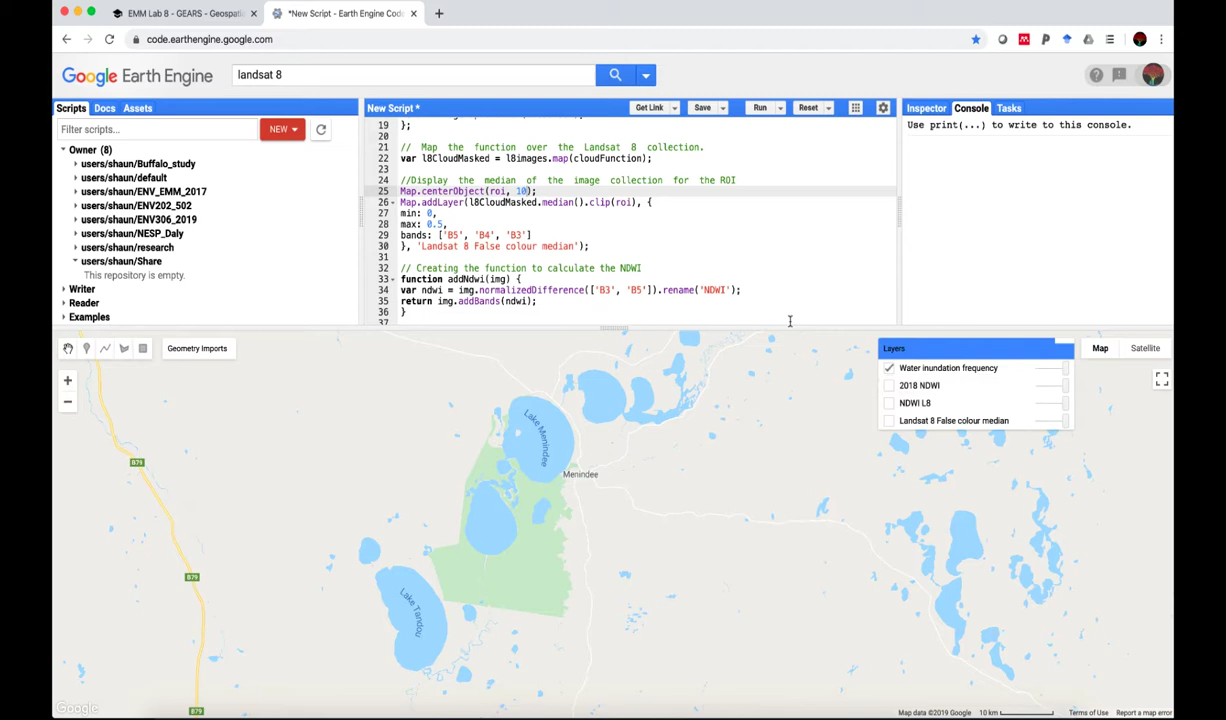 EMM Lab 8 - GEARS - Geospatia
*New Script - Earth Engine Cod
code.earthengine.google.com
Google Earth Engine
landsat 8
Scripts Docs Assets
Filter scripts...
NEW
Owner (8)
users/shaun/Buffalo_study
users/shaun/default
users/shaun/ENV_EMM_2017
users/shaun/ENV202_502
users/shaun/ENV306_2019
users/shaun/NESP_Daly
users/shaun/research
users/shaun/Share
This repository is empty.
Writer
Reader
Examples
New Script *
Get Link Save Run Reset
19 };
20
21 // Map the function over the Landsat 8 collection.
22 var l8CloudMasked = l8images.map(cloudFunction);
23
24 //Display the median of the image collection for the ROI
25 Map.centerObject(roi, 10);
26 Map.addLayer(l8CloudMasked.median().clip(roi), {
27 min: 0,
28 max: 0.5,
29 bands: ['B5', 'B4', 'B3']
30 }, 'Landsat 8 False colour median');
31
32 // Creating the function to calculate the NDWI
33 function addNdwi(img) {
34 var ndwi = img.normalizedDifference(['B3', 'B5']).rename('NDWI');
35 return img.addBands(ndwi);
36 }
37
Inspector Console Tasks
Use print(...) to write to this console.
Geometry Imports
Layers
Water inundation frequency
2018 NDWI
NDWI L8
Landsat 8 False colour median
Map Satellite
Lake Menindee
Menindee
Lake Tandou
B79
B79
B79
Google
Map data ©2019 Google 10 km Terms of Use Report a map error